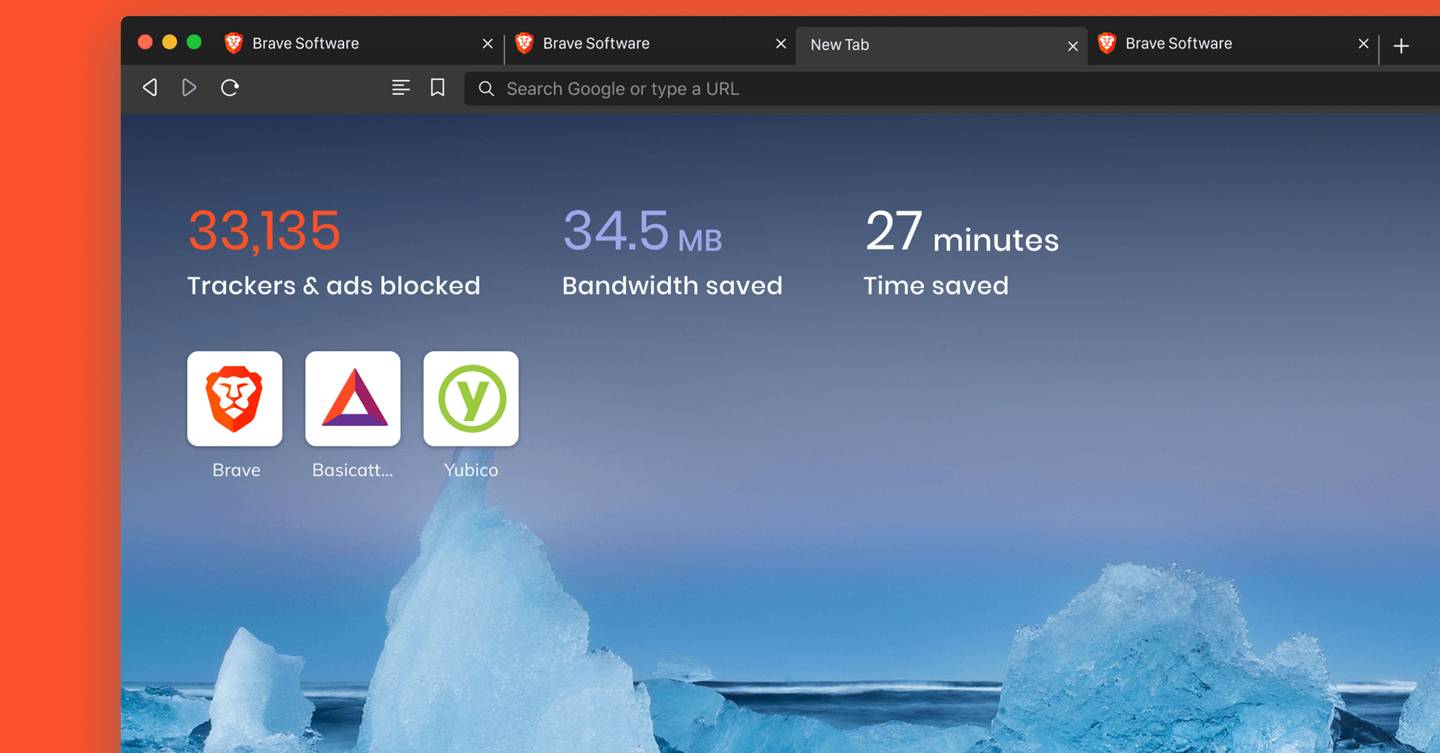 Brave Software
Brave Software
New Tab
Brave Software
Search Google or type a URL
33,135
34.5 MB
27 minutes
Trackers & ads blocked
Bandwidth saved
Time saved
y
Brave
Basicatt...
Yubico